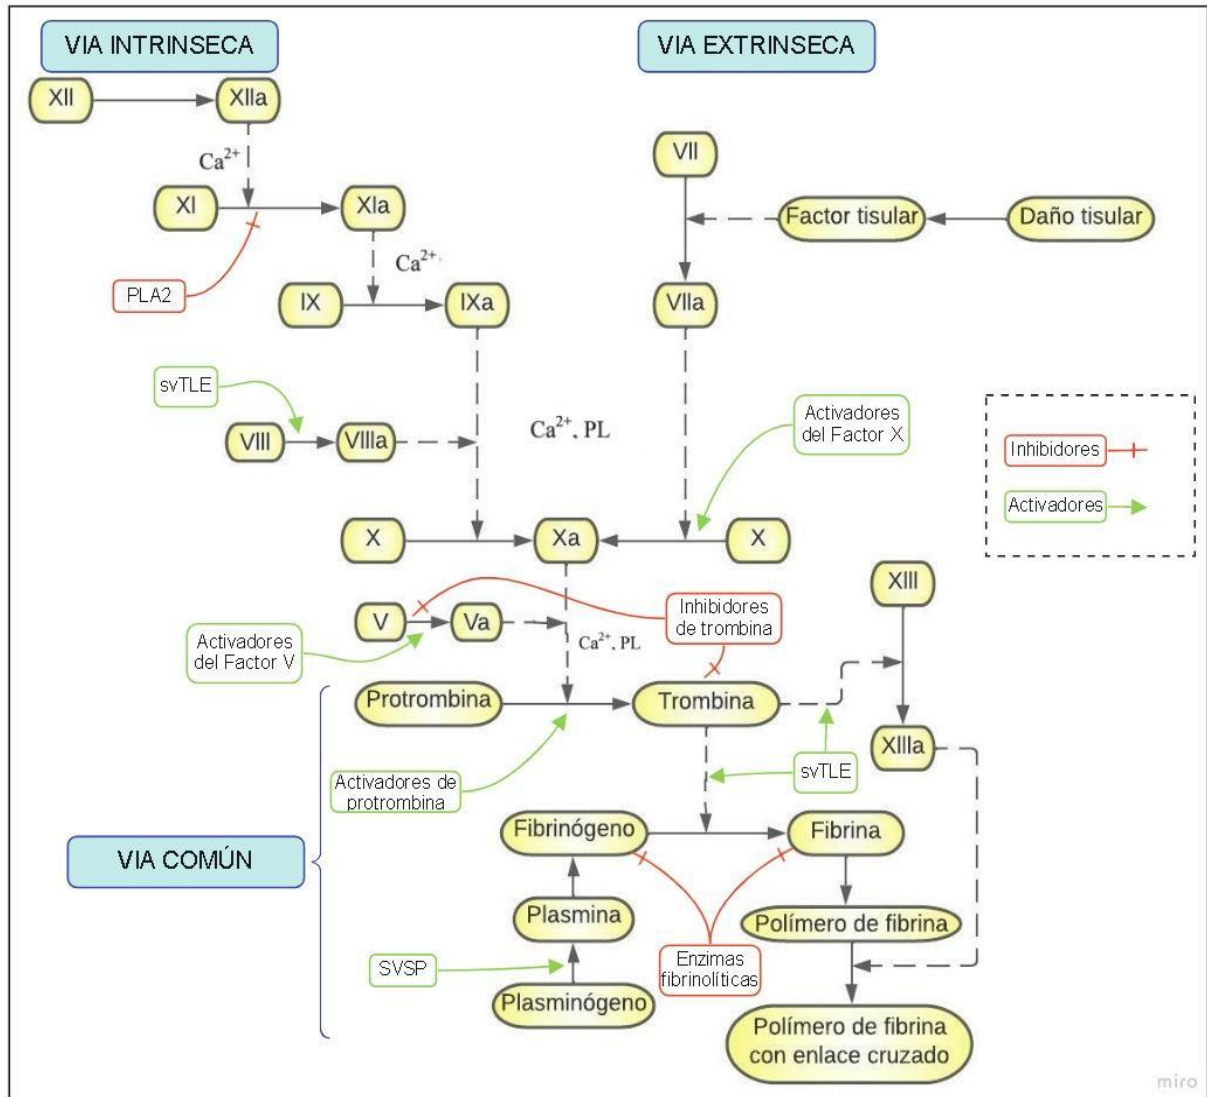 VIA INTRINSECA
VIA EXTRINSECA
XII
XIIa
Ca²⁺
VII
XI
XIa
Factor tisular
Daño tisular
Ca²⁺
PLA2
IX
IXa
VIIa
svTLE
VIII
VIIIa
Ca²⁺, PL
Activadores
del Factor X
Inhibidores
Activadores
X
Xa
X
XIII
V
Va
Inhibidores
de trombina
Activadores
del Factor V
Ca²⁺, PL
Protrombina
Trombina
XIIIa
Activadores de
protrombina
svTLE
Fibrinógeno
Fibrina
VIA COMÚN
Plasmina
Polímero de fibrina
SVSP
Enzimas
fibrinolíticas
Plasminógeno
Polímero de fibrina
con enlace cruzado
miro